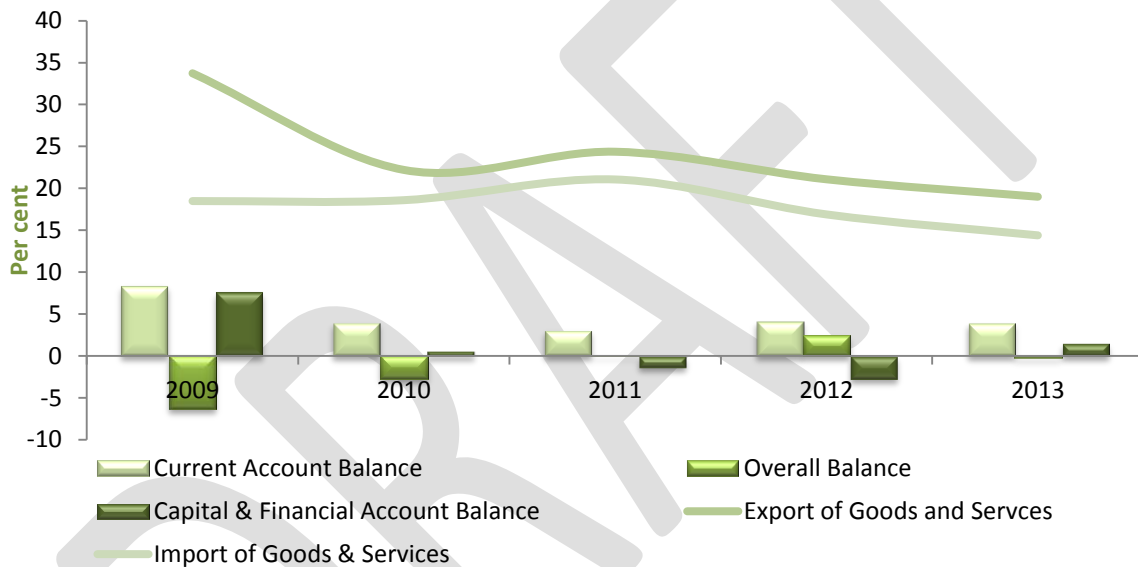 40
35
30
25
20
15
10
5
0
-5
-10
Per cent
2009 2010 2011 2012 2013
Current Account Balance Overall Balance
Capital & Financial Account Balance Export of Goods and Servces
Import of Goods & Services
DRAFT